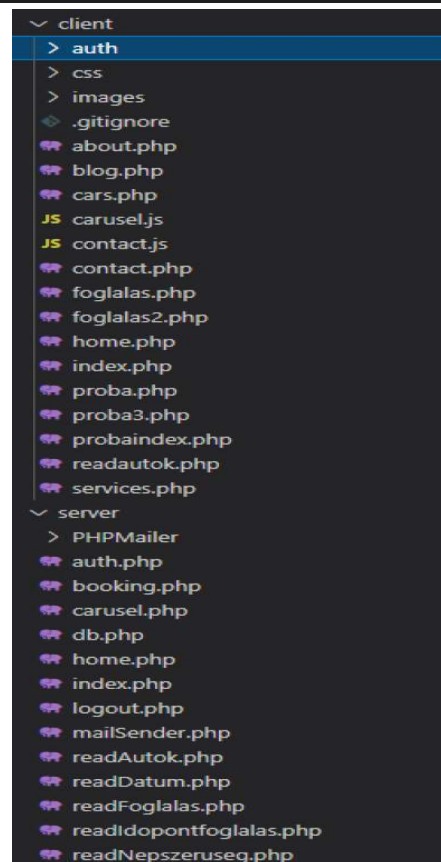 client
auth
css
images
.gitignore
about.php
blog.php
cars.php
JS carusel.js
JS contact.js
contact.php
foglalas.php
foglalas2.php
home.php
index.php
proba.php
proba3.php
probaindex.php
readautok.php
services.php
server
PHPMailer
auth.php
booking.php
carusel.php
db.php
home.php
index.php
logout.php
mailSender.php
readAutok.php
readDatum.php
readFoglalas.php
readIdopontfoglalas.php
readNepszeruseg.php